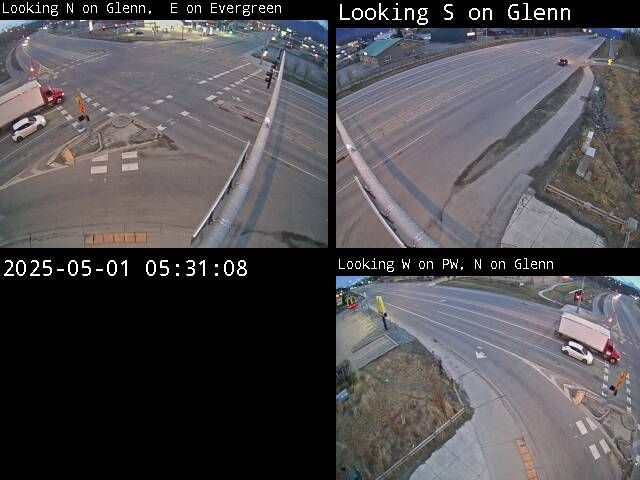 Looking N on Glenn, E on Evergreen
Looking S on Glenn
2025-05-01 05:31:08
Looking W on PW, N on Glenn